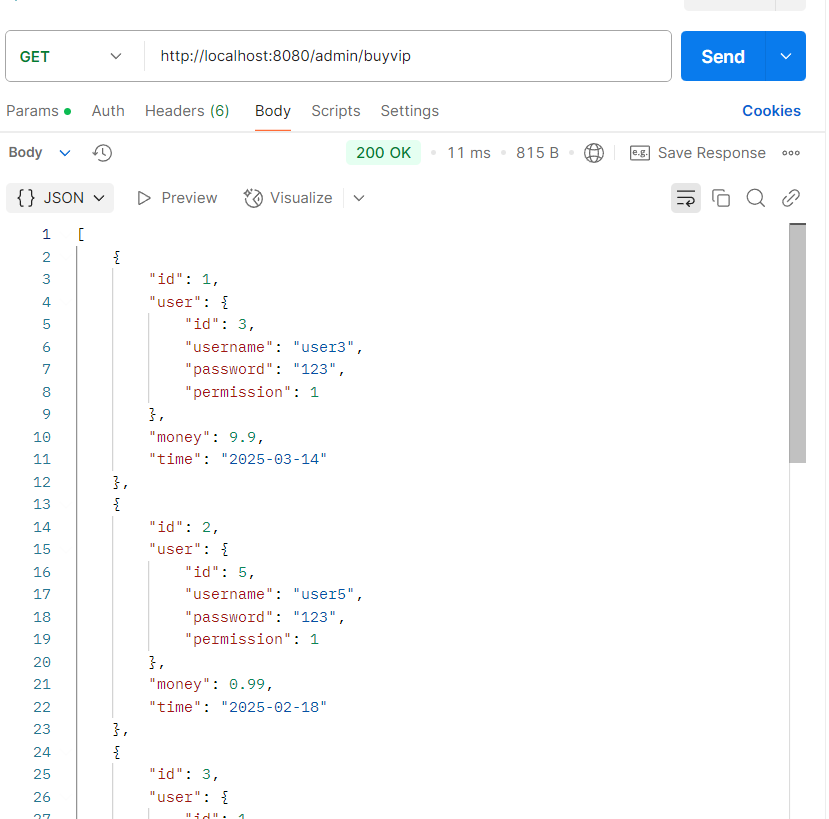 GET http://localhost:8080/admin/buyvip Send
Params Auth Headers (6) Body Scripts Settings Cookies
Body 200 OK 11 ms 815 B e.g. Save Response
{} JSON Preview Visualize
1 [
2 {
3 "id": 1,
4 "user": {
5 "id": 3,
6 "username": "user3",
7 "password": "123",
8 "permission": 1
9 },
10 "money": 9.9,
11 "time": "2025-03-14"
12 },
13 {
14 "id": 2,
15 "user": {
16 "id": 5,
17 "username": "user5",
18 "password": "123",
19 "permission": 1
20 },
21 "money": 0.99,
22 "time": "2025-02-18"
23 },
24 {
25 "id": 3,
26 "user": {
27 "id": 1